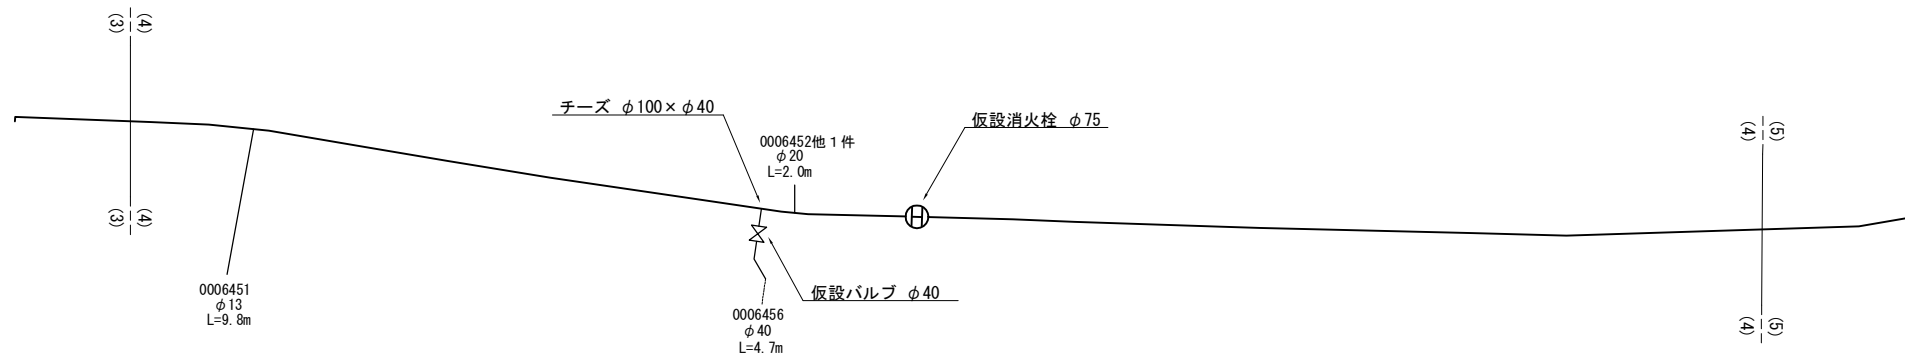 (4)
(3)
チーズ φ100×φ40
0006452他１件
φ20
L=2.0m
仮設消火栓 φ75
(5)
(4)
(4)
(3)
0006451
φ13
L=9.8m
仮設バルブ φ40
0006456
φ40
L=4.7m
(5)
(4)